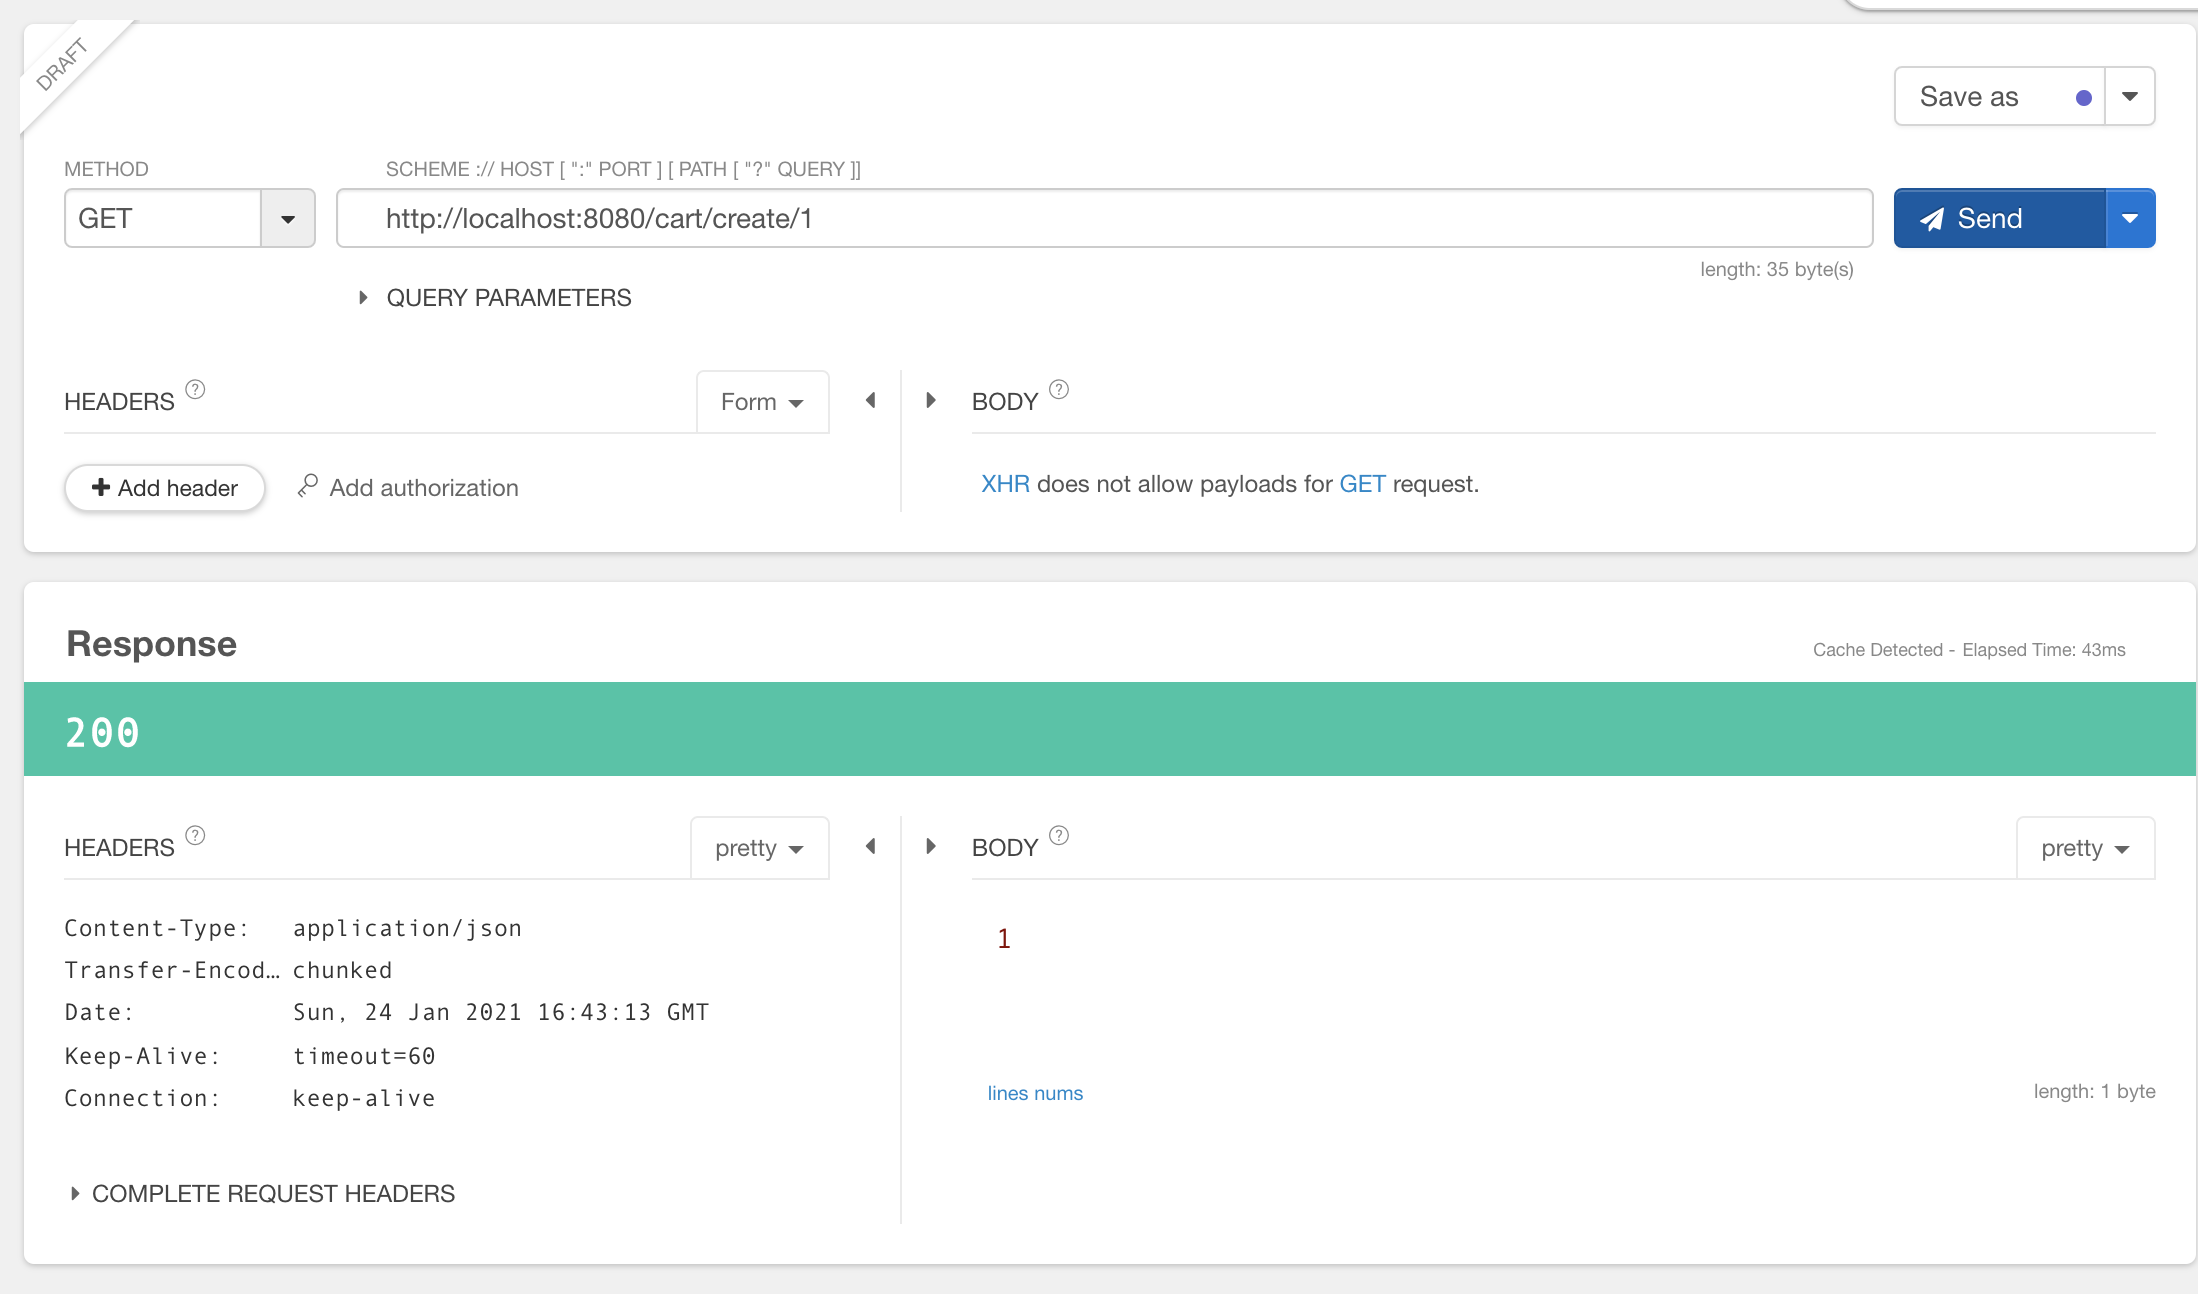 DRAFT
Save as
METHOD
SCHEME :// HOST [ ":" PORT ] [ PATH [ "?" QUERY ]]
GET
http://localhost:8080/cart/create/1
Send
length: 35 byte(s)
QUERY PARAMETERS
HEADERS ?
Form
BODY ?
Add header
Add authorization
XHR does not allow payloads for GET request.
Response
Cache Detected - Elapsed Time: 43ms
200
HEADERS ?
pretty
BODY ?
pretty
Content-Type: application/json
Transfer-Encod… chunked
Date: Sun, 24 Jan 2021 16:43:13 GMT
Keep-Alive: timeout=60
Connection: keep-alive
1
lines nums
length: 1 byte
COMPLETE REQUEST HEADERS